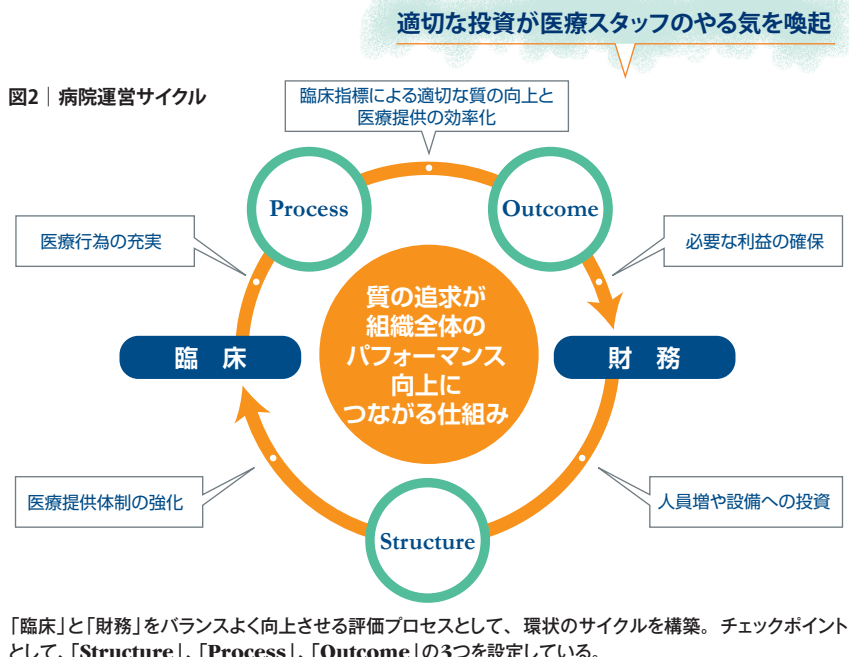 適切な投資が医療スタッフのやる気を喚起
図2｜病院運営サイクル
臨床指標による適切な質の向上と
医療提供の効率化
Process
Outcome
医療行為の充実
必要な利益の確保
質の追求が
組織全体の
パフォーマンス
向上に
つながる仕組み
臨 床
財 務
医療提供体制の強化
人員増や設備への投資
Structure
「臨床」と「財務」をバランスよく向上させる評価プロセスとして、環状のサイクルを構築。チェックポイント
として、「Structure」、「Process」、「Outcome」の3つを設定している。